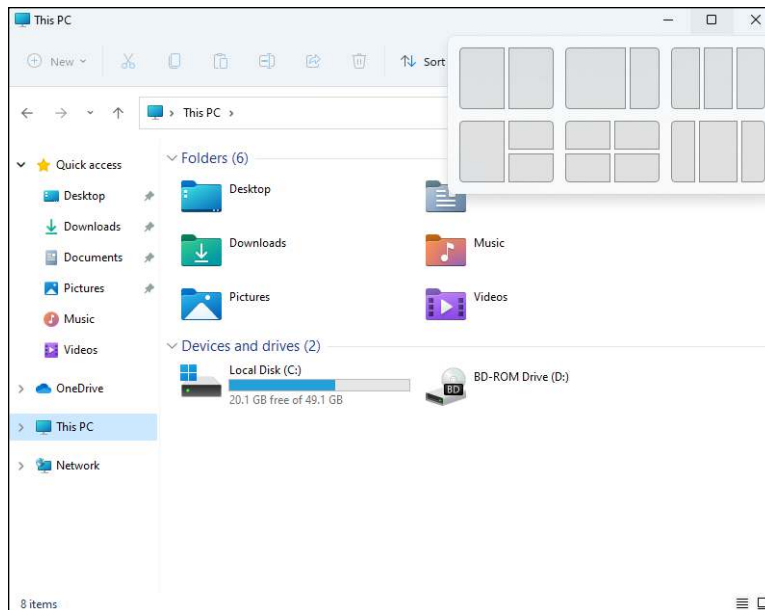 This PC
New
Sort
This PC
Quick access
Desktop
Downloads
Documents
Pictures
Music
Videos
OneDrive
This PC
Network
Folders (6)
Desktop
Downloads
Music
Pictures
Videos
Devices and drives (2)
Local Disk (C:)
20.1 GB free of 49.1 GB
BD-ROM Drive (D:)
BD
8 items